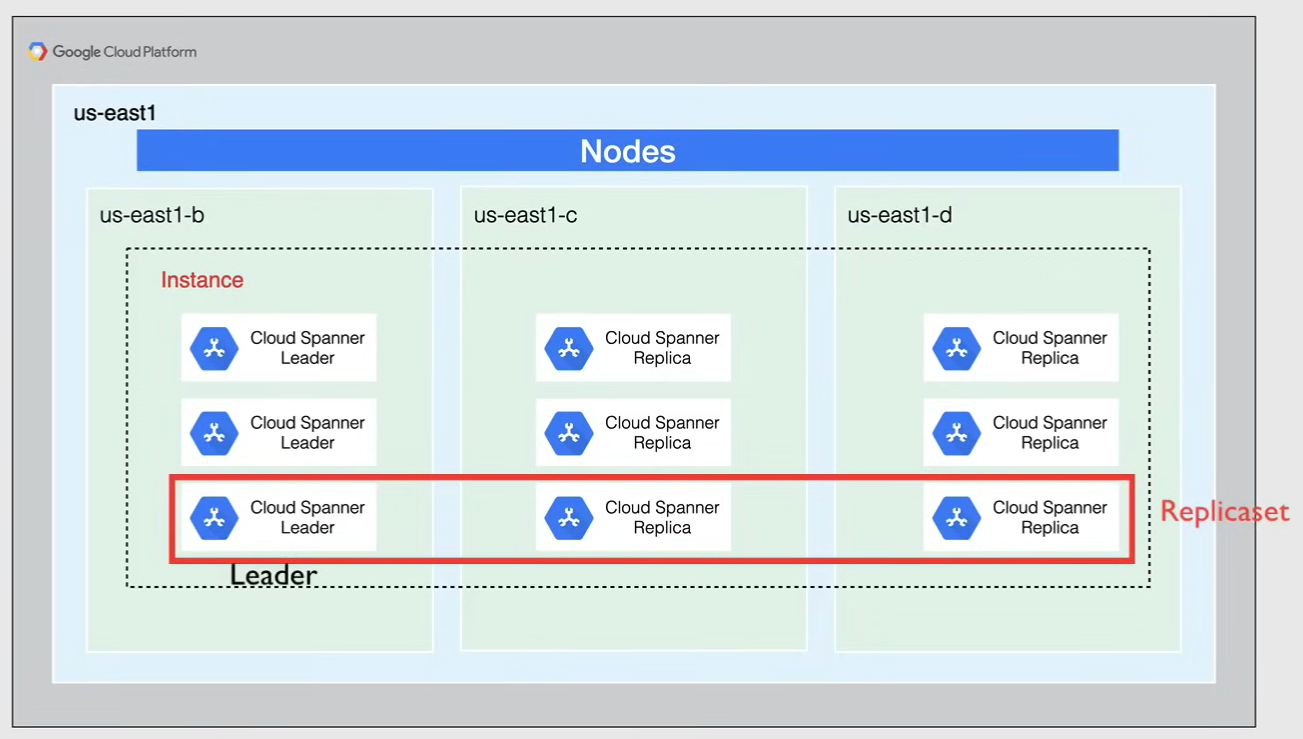 Google Cloud Platform
us-east1
Nodes
us-east1-b
us-east1-c
us-east1-d
Instance
Cloud Spanner
Leader
Cloud Spanner
Replica
Cloud Spanner
Replica
Cloud Spanner
Leader
Cloud Spanner
Replica
Cloud Spanner
Replica
Cloud Spanner
Leader
Cloud Spanner
Replica
Cloud Spanner
Replica
Replicaset
Leader